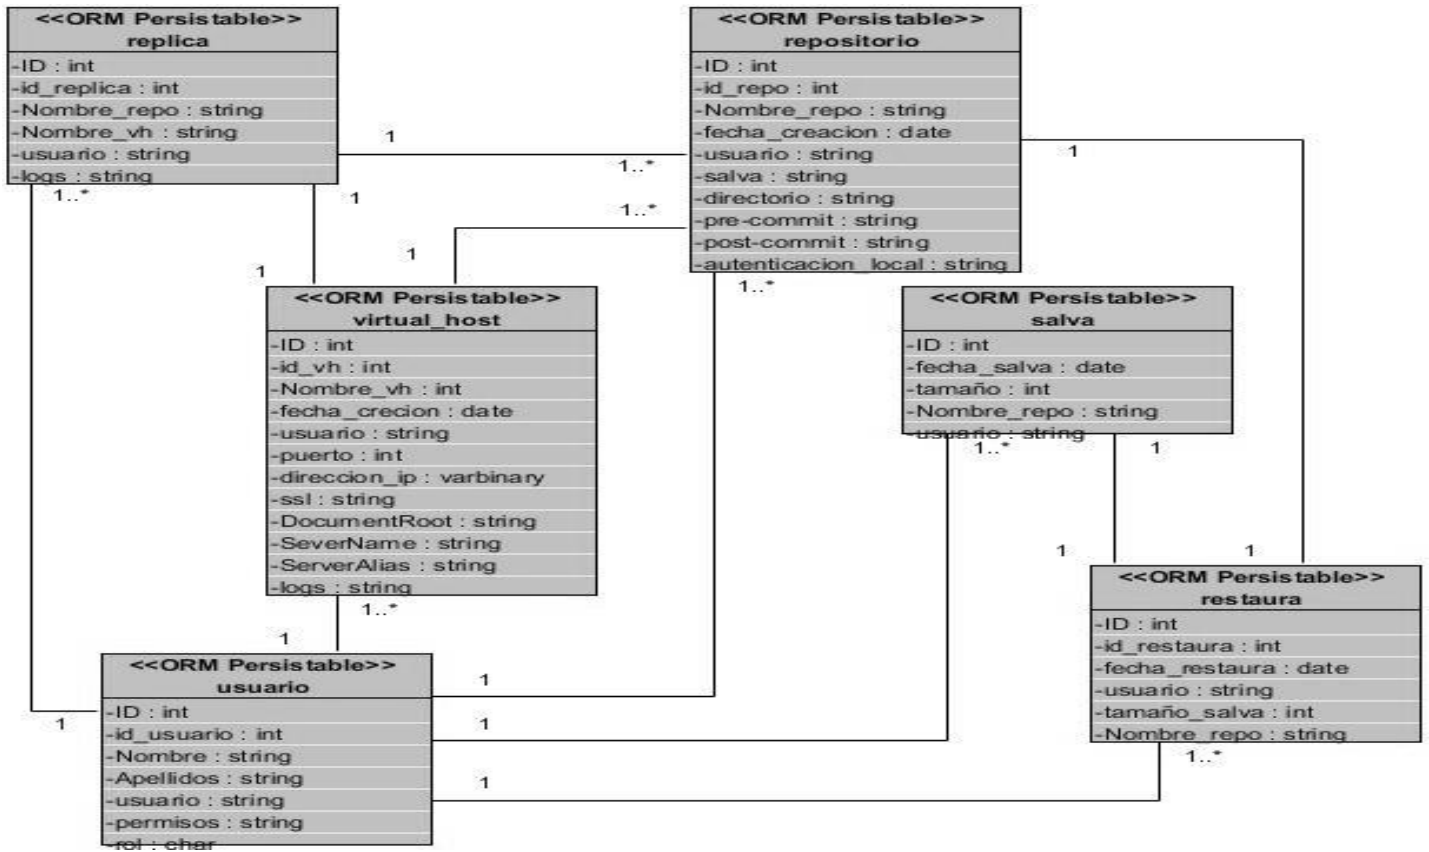 <<ORM Persistable>>
replica
-ID : int
-id_replica : int
-Nombre_repo : string
-Nombre_vh : string
-usuario : string
-logs : string
<<ORM Persistable>>
repositorio
-ID : int
-id_repo : int
-Nombre_repo : string
-fecha_creacion : date
-usuario : string
-salva : string
-directorio : string
-pre-commit : string
-post-commit : string
-autenticacion_local : string
1
1..*
1
1..*
1
1..*
1
1
1..*
<<ORM Persistable>>
virtual_host
-ID : int
-id_vh : int
-Nombre_vh : int
-fecha_crecion : date
-usuario : string
-puerto : int
-direccion_ip : varbinary
-ssl : string
-DocumentRoot : string
-SeverName : string
-ServerAlias : string
-logs : string
<<ORM Persistable>>
salva
-ID : int
-fecha_salva : date
-tamaño : int
-Nombre_repo : string
-usuario : string
1..*
1
1
1
1..*
1
<<ORM Persistable>>
restaura
-ID : int
-id_restaura : int
-fecha_restaura : date
-usuario : string
-tamaño_salva : int
-Nombre_repo : string
1..*
<<ORM Persistable>>
usuario
-ID : int
-id_usuario : int
-Nombre : string
-Apellidos : string
-usuario : string
-permisos : string
-rol : char
1
1
1
1